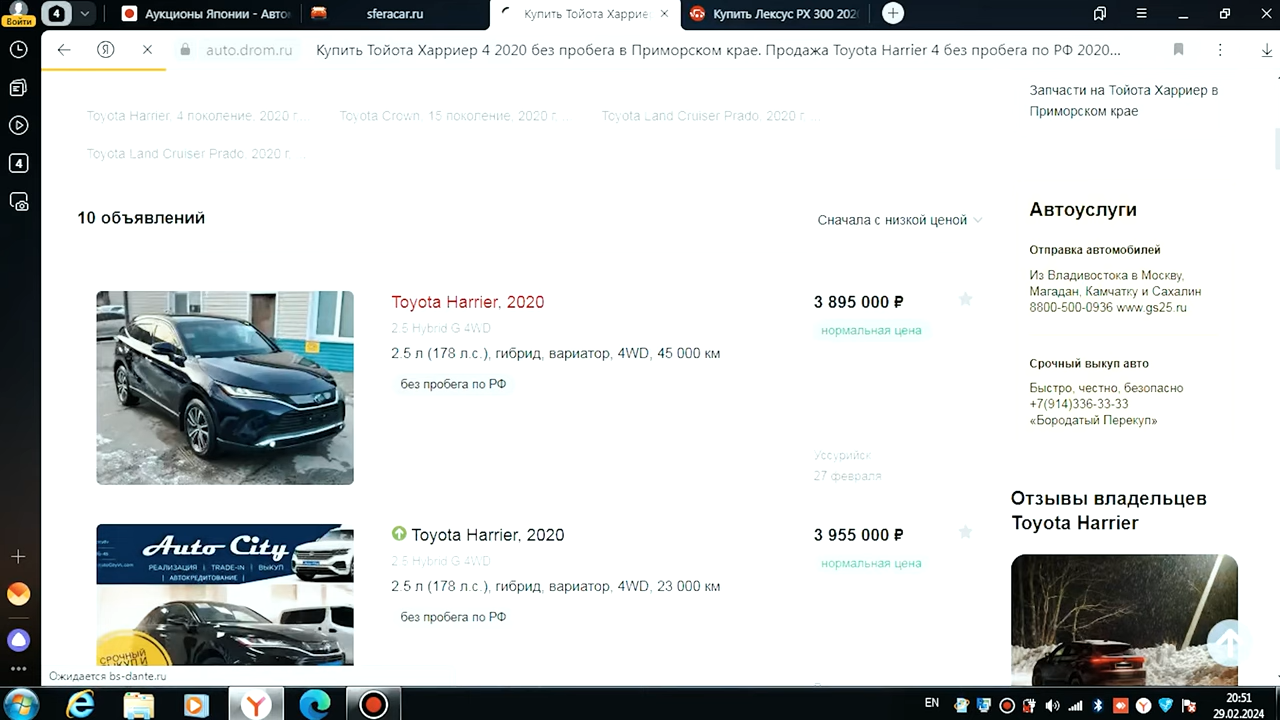 Войти
4
Аукционы Японии - Авто
sferacar.ru
Купить Тойота Харрие
Купить Лексус РХ 300 202
auto.drom.ru
Купить Тойота Харриер 4 2020 без пробега в Приморском крае. Продажа Toyota Harrier 4 без пробега по РФ 2020...
4
Toyota Harrier, 4 поколение, 2020 г...
Toyota Crown, 15 поколение, 2020 г...
Toyota Land Cruiser Prado, 2020 г...
Toyota Land Cruiser Prado, 2020 г...
Запчасти на Тойота Харриер в
Приморском крае
10 объявлений
Сначала с низкой ценой
Toyota Harrier, 2020
2.5 Hybrid G 4WD
2.5 л (178 л.с.), гибрид, вариатор, 4WD, 45 000 км
без пробега по РФ
3 895 000 ₽
нормальная цена
Уссурийск
27 февраля
Auto City
РЕАЛИЗАЦИЯ | TRADE-IN | ВЫКУП
| АВТОКРЕДИТОВАНИЕ |
СРОЧНЫЙ
Toyota Harrier, 2020
2.5 Hybrid G 4WD
2.5 л (178 л.с.), гибрид, вариатор, 4WD, 23 000 км
без пробега по РФ
3 955 000 ₽
нормальная цена
Автоуслуги
Отправка автомобилей
Из Владивостока в Москву,
Магадан, Камчатку и Сахалин
8800-500-0936 www.gs25.ru
Срочный выкуп авто
Быстро, честно, безопасно
+7(914)336-33-33
«Бородатый Перекуп»
Отзывы владельцев
Toyota Harrier
Ожидается bs-dante.ru
EN
20:51
29.02.2024